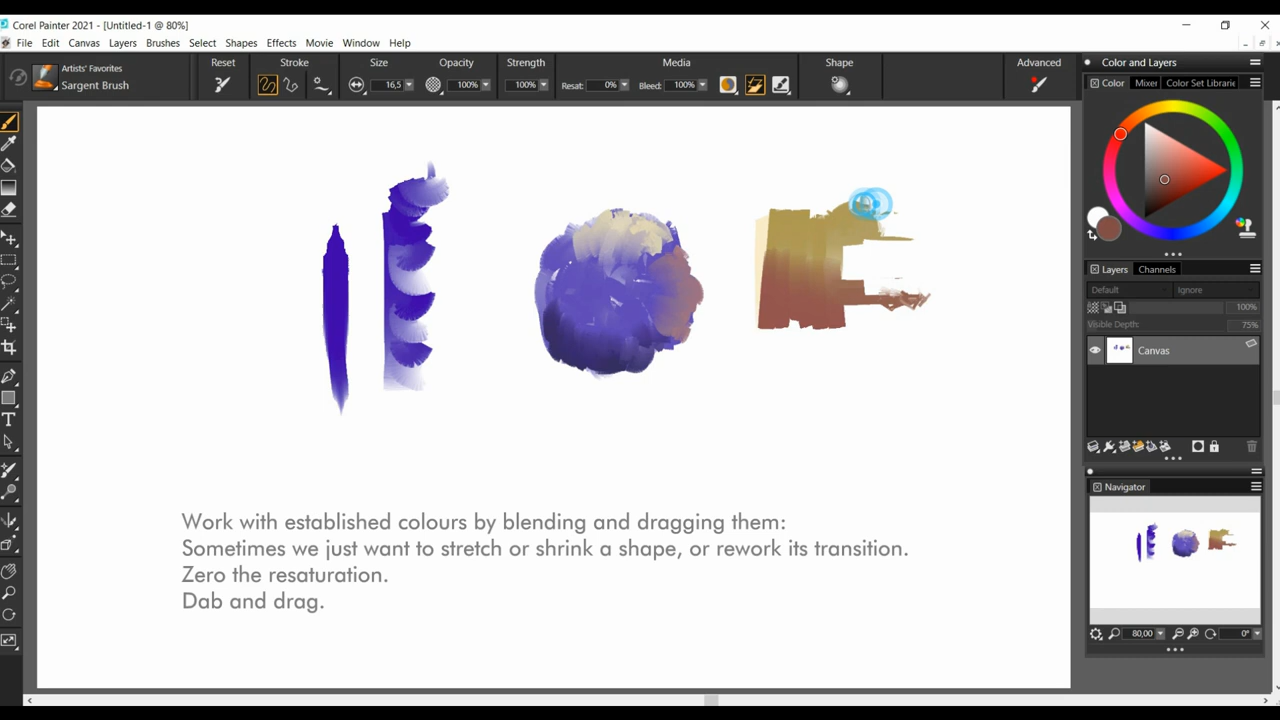 Corel Painter 2021 - [Untitled-1 @ 80%]
File Edit Canvas Layers Brushes Select Shapes Effects Movie Window Help
Artists' Favorites
Sargent Brush
Reset Stroke Size Opacity Strength Media Shape Advanced
16,5 100% 100% Resat: 0% Bleed: 100%
Color and Layers
Color Mixer Color Set Librarie
Layers Channels
Default Ignore
100%
Visible Depth: 75%
Canvas
Navigator
80,00 0°
Work with established colours by blending and dragging them:
Sometimes we just want to stretch or shrink a shape, or rework its transition.
Zero the resaturation.
Dab and drag.